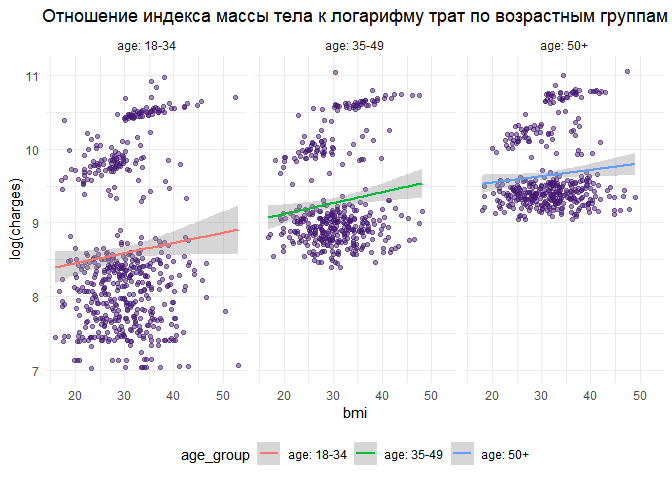 Отношение индекса массы тела к логарифму трат по возрастным группам
age: 18-34 age: 35-49 age: 50+
11
10
9
8
7
log(charges)
20 30 40 50 20 30 40 50 20 30 40 50
bmi
age_group age: 18-34 age: 35-49 age: 50+